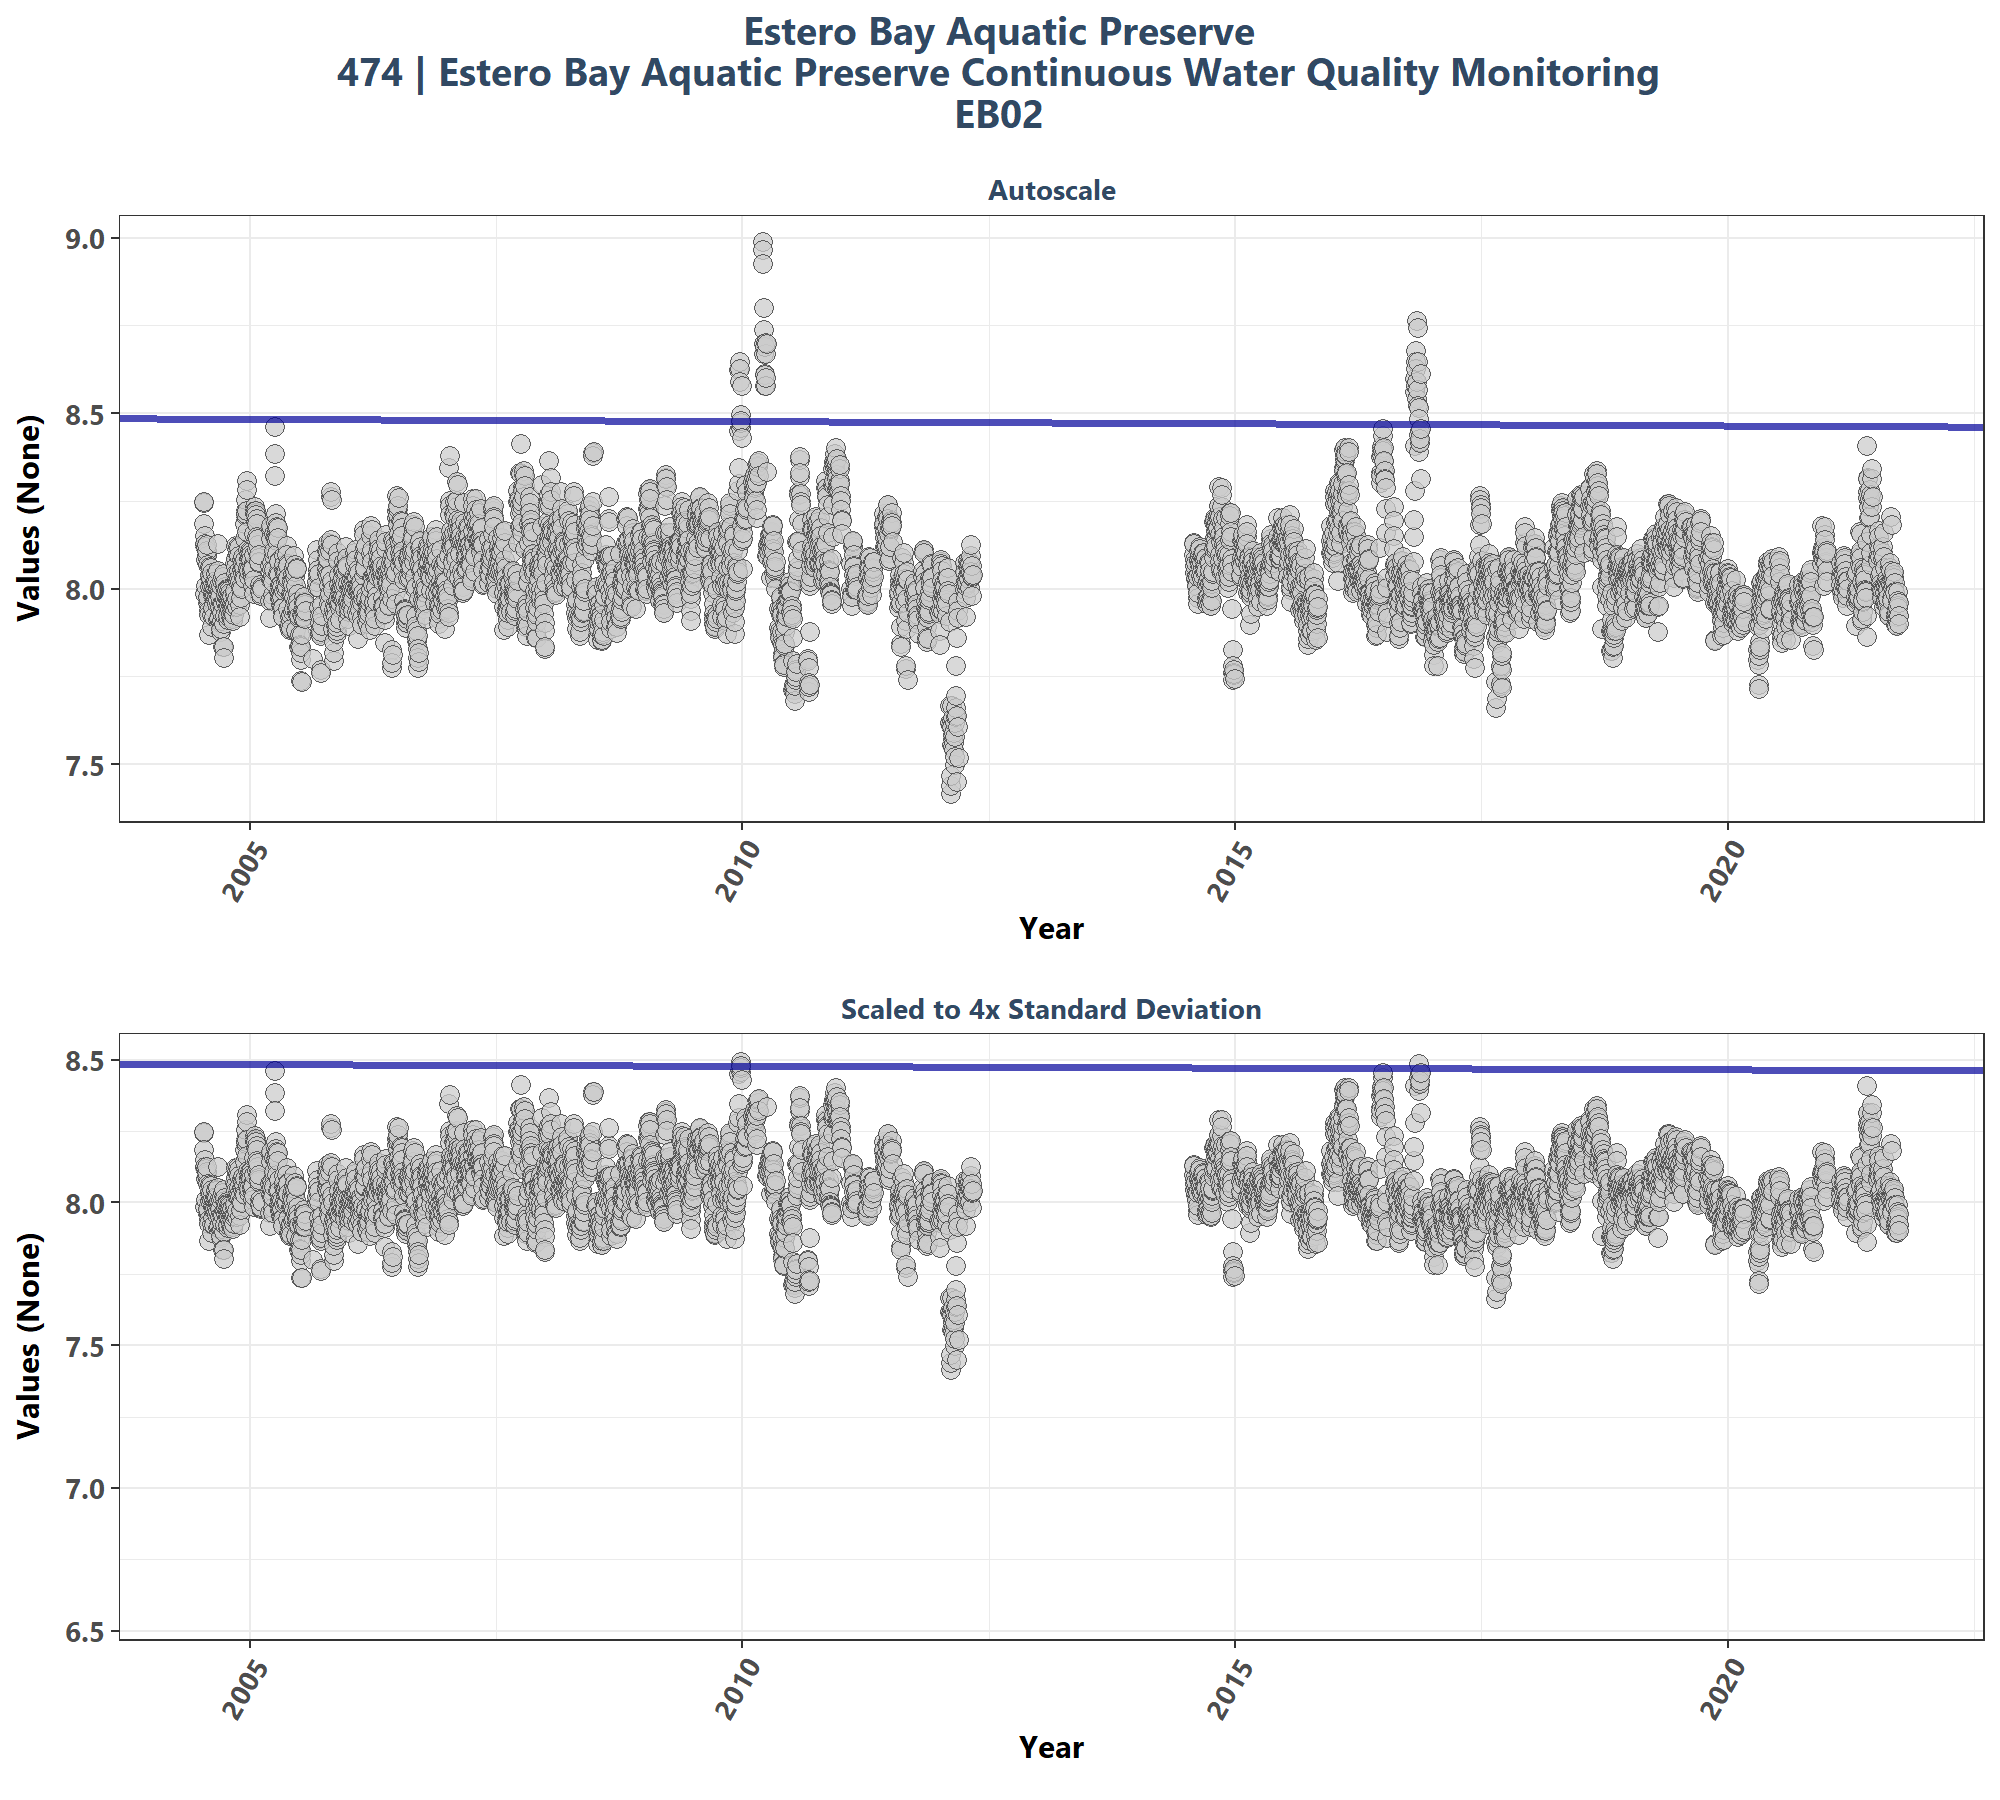 Estero Bay Aquatic Preserve
474 | Estero Bay Aquatic Preserve Continuous Water Quality Monitoring
EB02
Autoscale
Values (None)
9.0
8.5
8.0
7.5
2005
2010
2015
2020
Year
Scaled to 4x Standard Deviation
Values (None)
8.5
8.0
7.5
7.0
6.5
2005
2010
2015
2020
Year